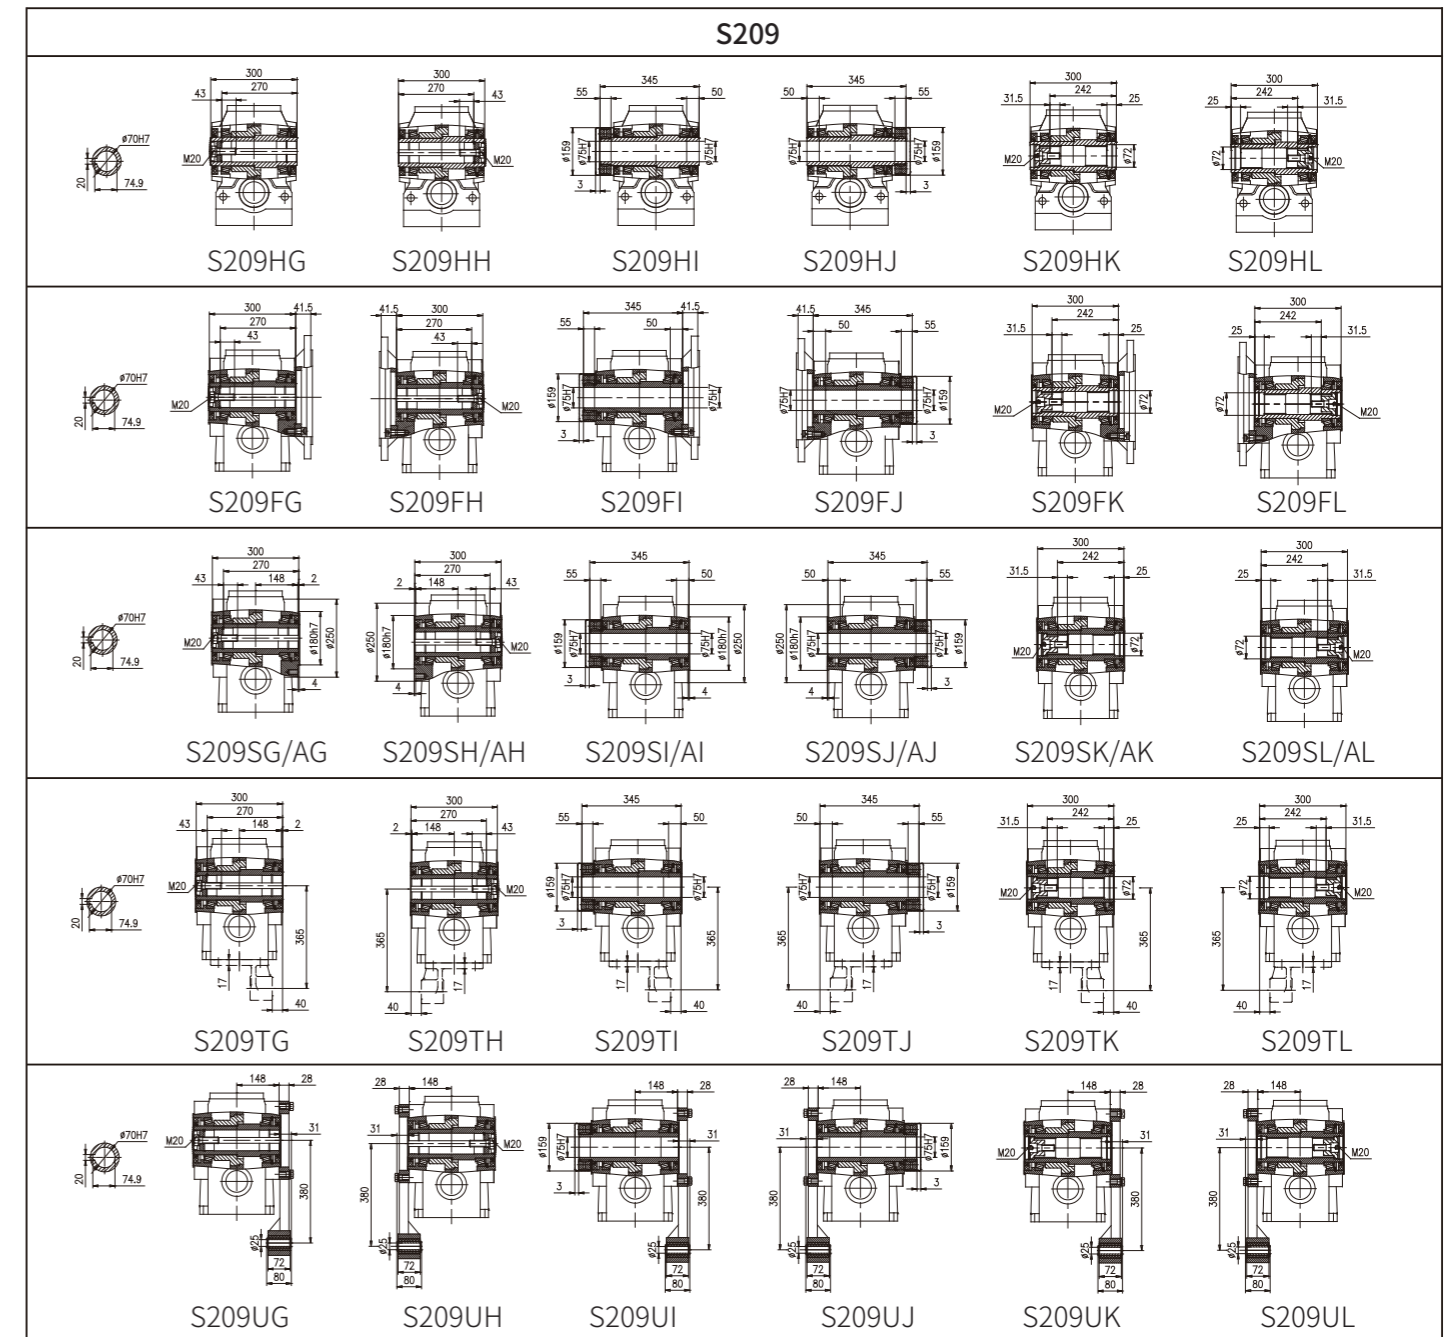 S209
300 300 345 345 300 300
270 270 55 50 50 55 242 242
43 43 31.5 25 25 31.5
ø70H7 M20 M20 ø159 ø75H7 ø75H7 ø75H7 ø75H7 ø159 M20 ø72 ø72 M20
20 74.9 3 3
S209HG S209HH S209HI S209HJ S209HK S209HL
300 41.5 41.5 300 345 41.5 41.5 345 300 300
270 270 55 50 50 55 242 242
43 43 31.5 25 25 31.5
ø70H7 M20 M20 ø159 ø75H7 ø75H7 ø75H7 ø75H7 ø159 M20 ø72 ø72 M20
20 74.9 3 3
S209FG S209FH S209FI S209FJ S209FK S209FL
300 300 345 345 300 300
270 270 242 242
43 148 2 2 148 43 55 50 50 55 31.5 25 25 31.5
ø70H7 M20 ø180h7 ø250 ø250 ø180h7 M20 ø159 ø75H7 ø75H7 ø180h7 ø250 ø250 ø180h7 ø75H7 ø75H7 ø159 M20 ø72 ø72 M20
20 74.9 4 4 3 4 4 3
S209SG/AG S209SH/AH S209SI/AI S209SJ/AJ S209SK/AK S209SL/AL
300 300 345 345 300 300
270 270 242 242
43 148 2 2 148 43 55 50 50 55 31.5 25 25 31.5
ø70H7 M20 M20 ø159 ø75H7 ø75H7 ø75H7 ø75H7 ø159 M20 ø72 ø72 M20
20 74.9 3 3
365 365 365 365 365 365
17 17 17 17 17 17
40 40 40 40 40 40
S209TG S209TH S209TI S209TJ S209TK S209TL
148 28 28 148 148 28 28 148 148 28 28 148
ø70H7 M20 31 31 M20 ø159 ø75H7 31 31 ø75H7 ø159 M20 31 31 M20
20 74.9 3 3
380 380 380 380 380 380
ø25 ø25 ø25 ø25 ø25 ø25
72 72 72 72 72 72
80 80 80 80 80 80
S209UG S209UH S209UI S209UJ S209UK S209UL